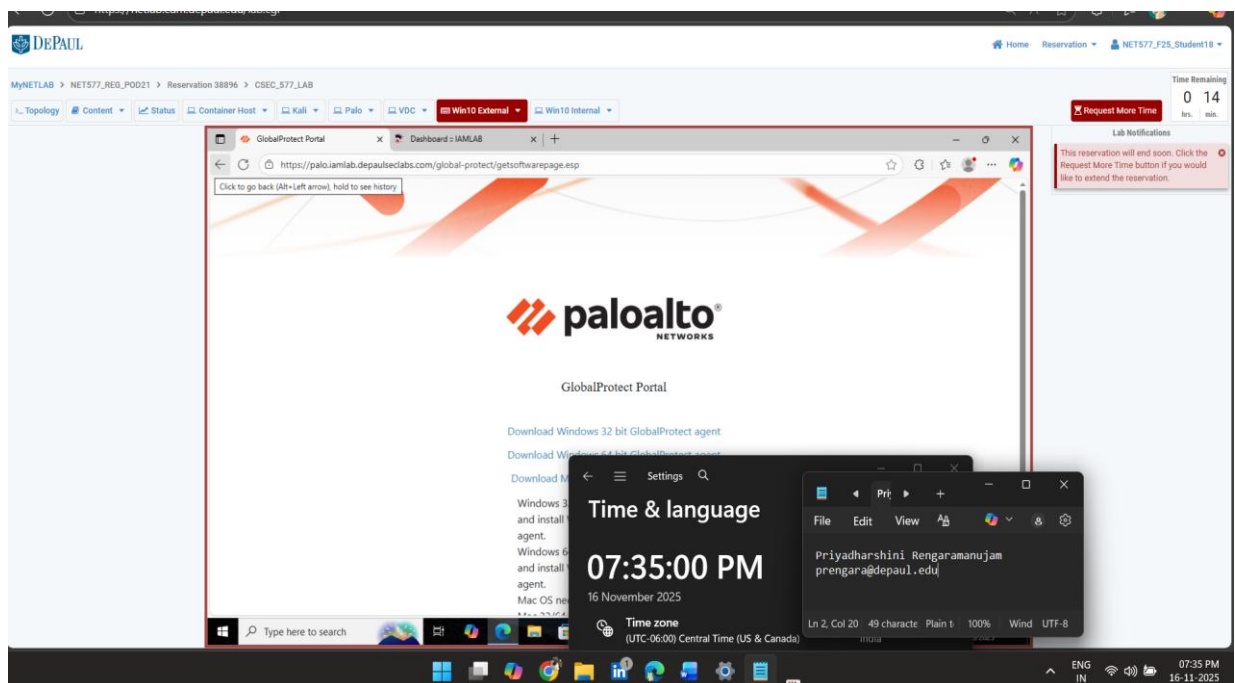 DEPAUL
Home Reservation NET577_F25_Student18
MyNETLAB > NET577_REG_POD21 > Reservation 38896 > CSEC_577_LAB
Time Remaining
0 14
hrs. min.
Topology Content Status Container Host Kali Palo VDC Win10 External Win10 Internal
Request More Time
Lab Notifications
This reservation will end soon. Click the
Request More Time button if you would
like to extend the reservation.
GlobalProtect Portal
Dashboard :: IAMLAB
https://palo.iamlab.depaulseclabs.com/global-protect/getsoftwarepage.esp
Click to go back (Alt+Left arrow), hold to see history
paloalto
NETWORKS
GlobalProtect Portal
Download Windows 32 bit GlobalProtect agent
Download Windows 64 bit GlobalProtect agent
Download M
Windows 3
and install
agent.
Windows 6
and install
agent.
Mac OS ne
Type here to search
Settings
Time & language
07:35:00 PM
16 November 2025
Time zone
(UTC-06:00) Central Time (US & Canada)
India
File Edit View
Priyadharshini Rengaramanujam
prengara@depaul.edu
Ln 2, Col 20 49 characte Plain t 100% Wind UTF-8
ENG
IN
07:35 PM
16-11-2025